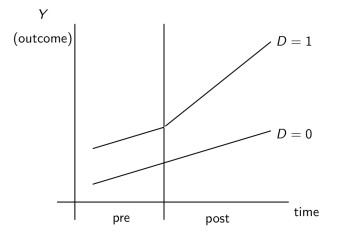 Y
(outcome)
D = 1
D = 0
time
pre
post